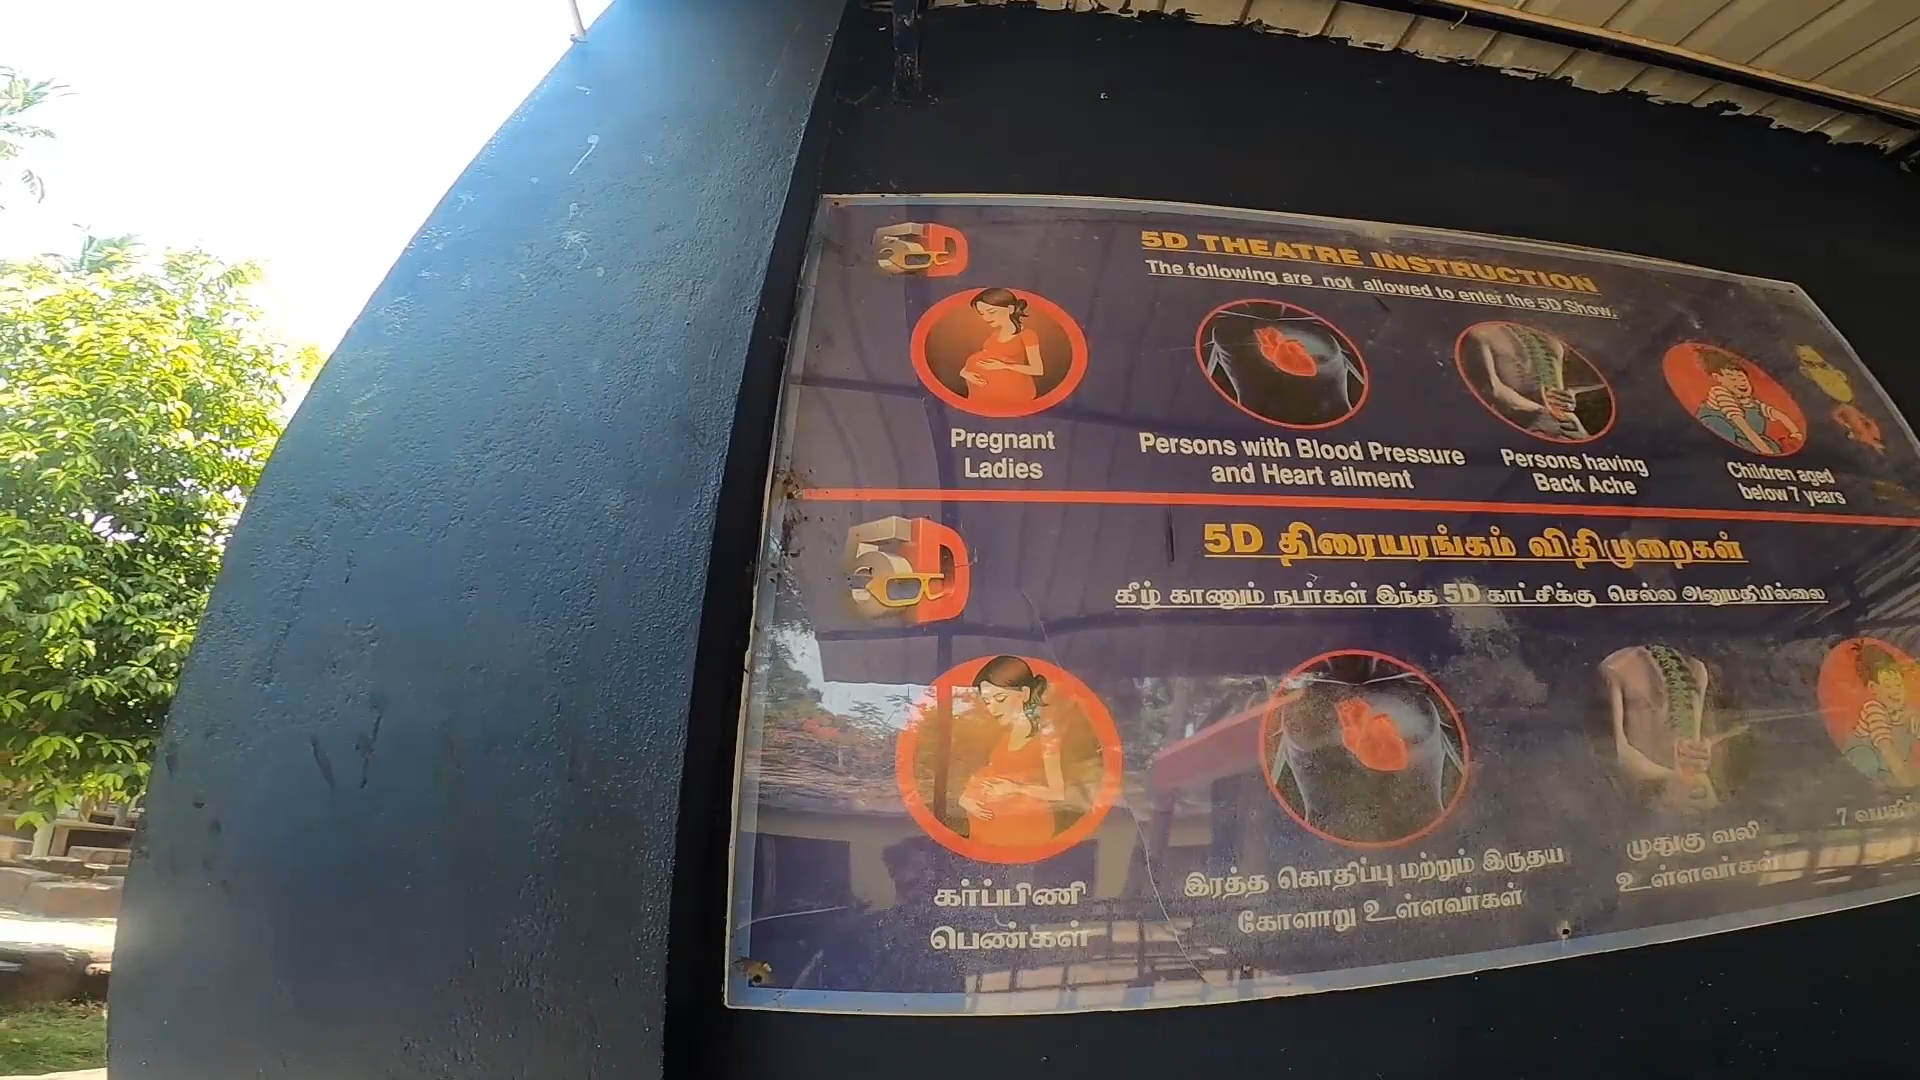 5D
5D THEATRE INSTRUCTION
The following are not allowed to enter the 5D Show.
Pregnant
Ladies
Persons with Blood Pressure
and Heart ailment
Persons having
Back Ache
Children aged
below 7 years
5D
5D திரையரங்கம் விதிமுறைகள்
கீழ் காணும் நபர்கள் இந்த 5D காட்சிக்கு செல்ல அனுமதியில்லை
கர்ப்பிணி
பெண்கள்
இரத்த கொதிப்பு மற்றும் இருதய
கோளாறு உள்ளவர்கள்
முதுகு வலி
உள்ளவர்கள்
7